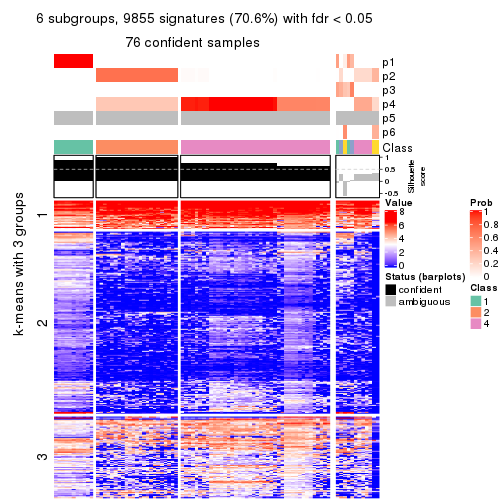 6 subgroups, 9855 signatures (70.6%) with fdr < 0.05
76 confident samples
p1
p2
p3
p4
p5
p6
Class
1
0.5
0
-0.5
Silhouette
score
k-means with 3 groups
1
2
3
Value
8
6
4
2
0
Status (barplots)
confident
ambiguous
Prob
1
0.8
0.6
0.4
0.2
0
Class
1
2
4